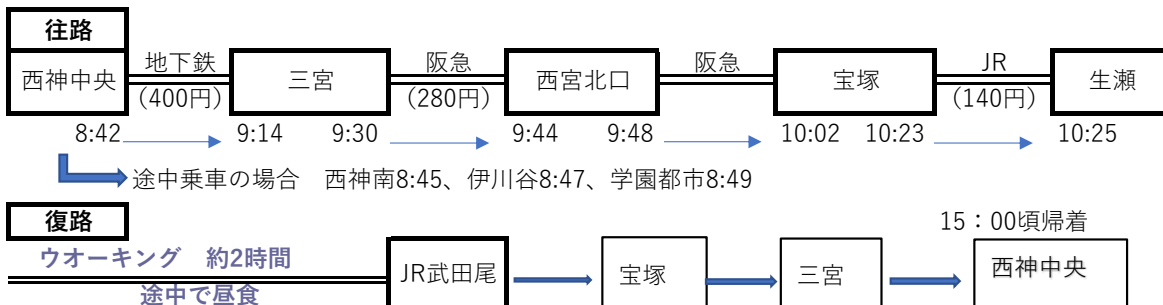 往路
地下鉄 阪急 阪急 JR
西神中央 三宮 西宮北口 宝塚 生瀬
(400円) (280円) (140円)
8:42 9:14 9:30 9:44 9:48 10:02 10:23 10:25
途中乗車の場合 西神南8:45、伊川谷8:47、学園都市8:49
復路
15：00頃帰着
ウオーキング 約2時間
JR武田尾 宝塚 三宮 西神中央
途中で昼食